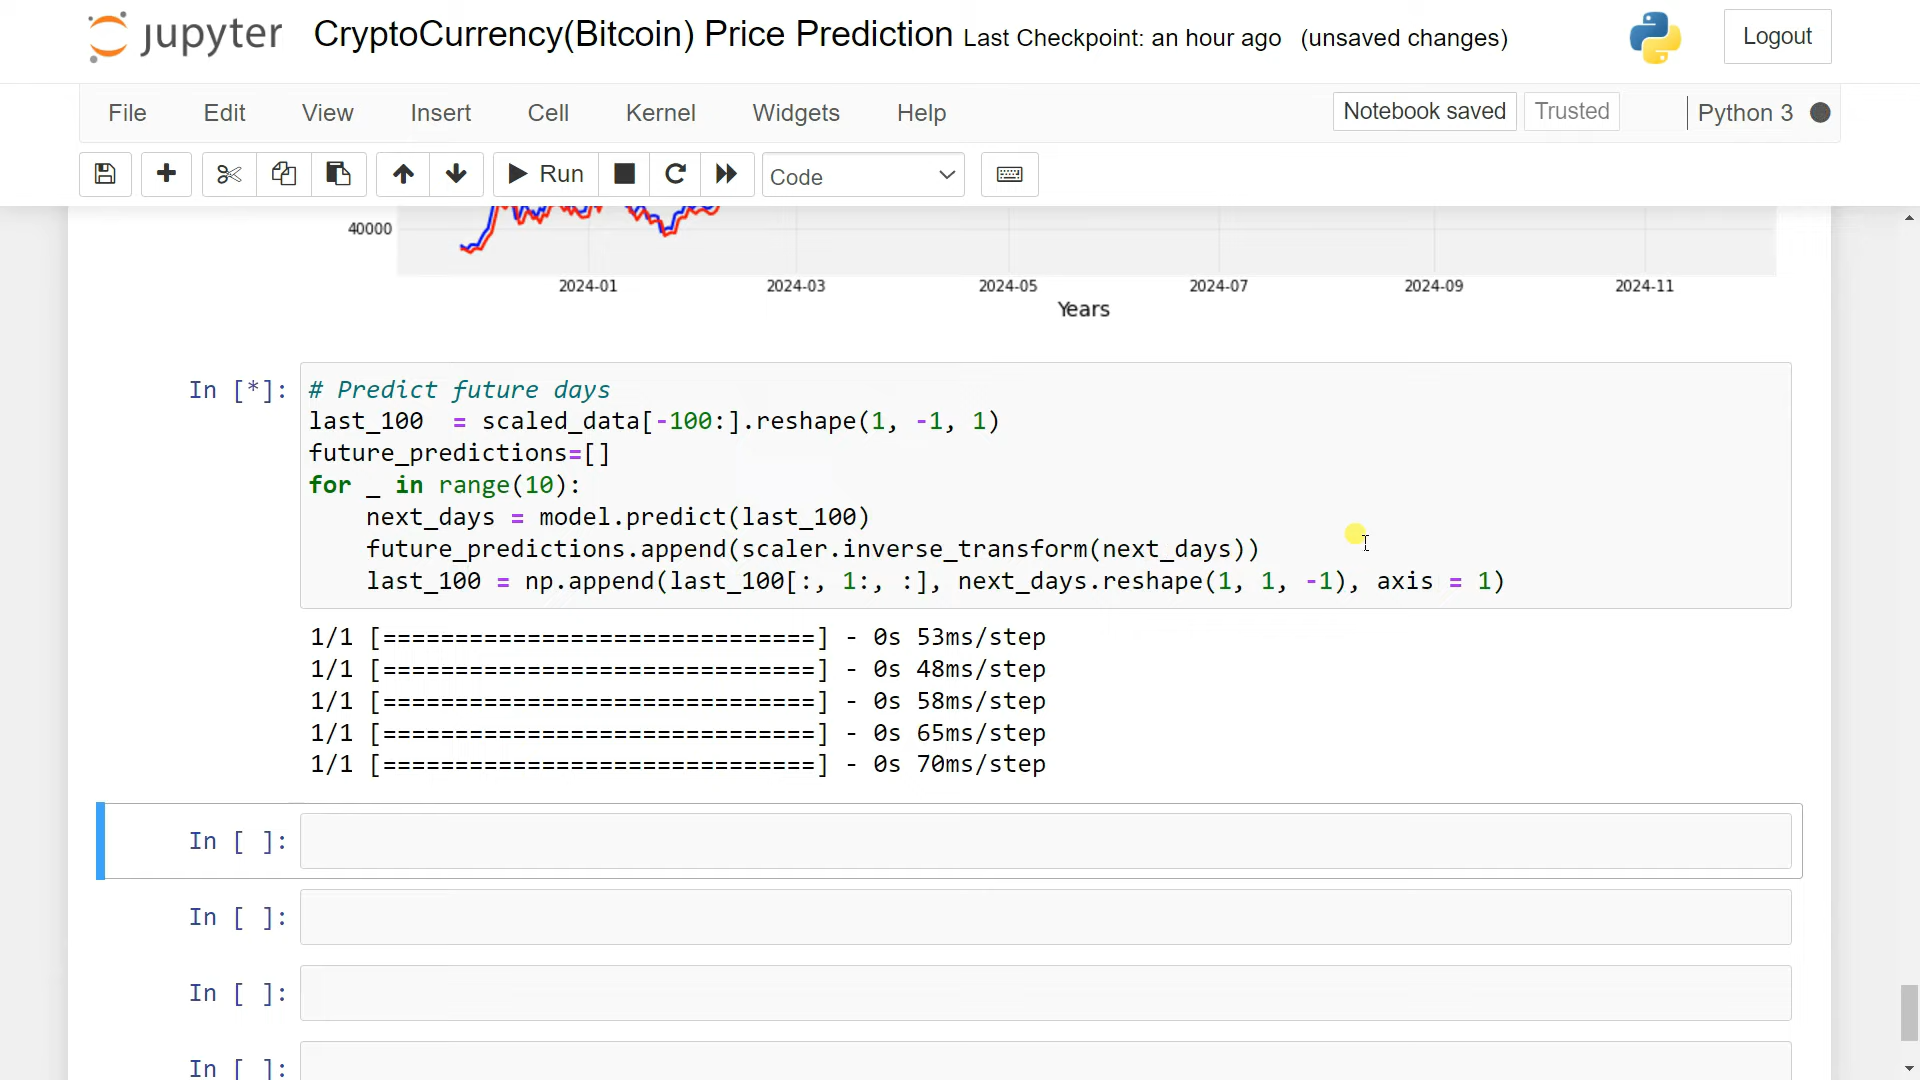 jupyter CryptoCurrency(Bitcoin) Price Prediction Last Checkpoint: an hour ago (unsaved changes) Logout
File Edit View Insert Cell Kernel Widgets Help Notebook saved Trusted Python 3
Run Code
40000
2024-01 2024-03 2024-05 2024-07 2024-09 2024-11
Years
In [*]: # Predict future days
last_100  = scaled_data[-100:].reshape(1, -1, 1)
future_predictions=[]
for _ in range(10):
    next_days = model.predict(last_100)
    future_predictions.append(scaler.inverse_transform(next_days))
    last_100 = np.append(last_100[:, 1:, :], next_days.reshape(1, 1, -1), axis = 1)
1/1 [==============================] - 0s 53ms/step
1/1 [==============================] - 0s 48ms/step
1/1 [==============================] - 0s 58ms/step
1/1 [==============================] - 0s 65ms/step
1/1 [==============================] - 0s 70ms/step
In [ ]:
In [ ]:
In [ ]:
In [ ]: